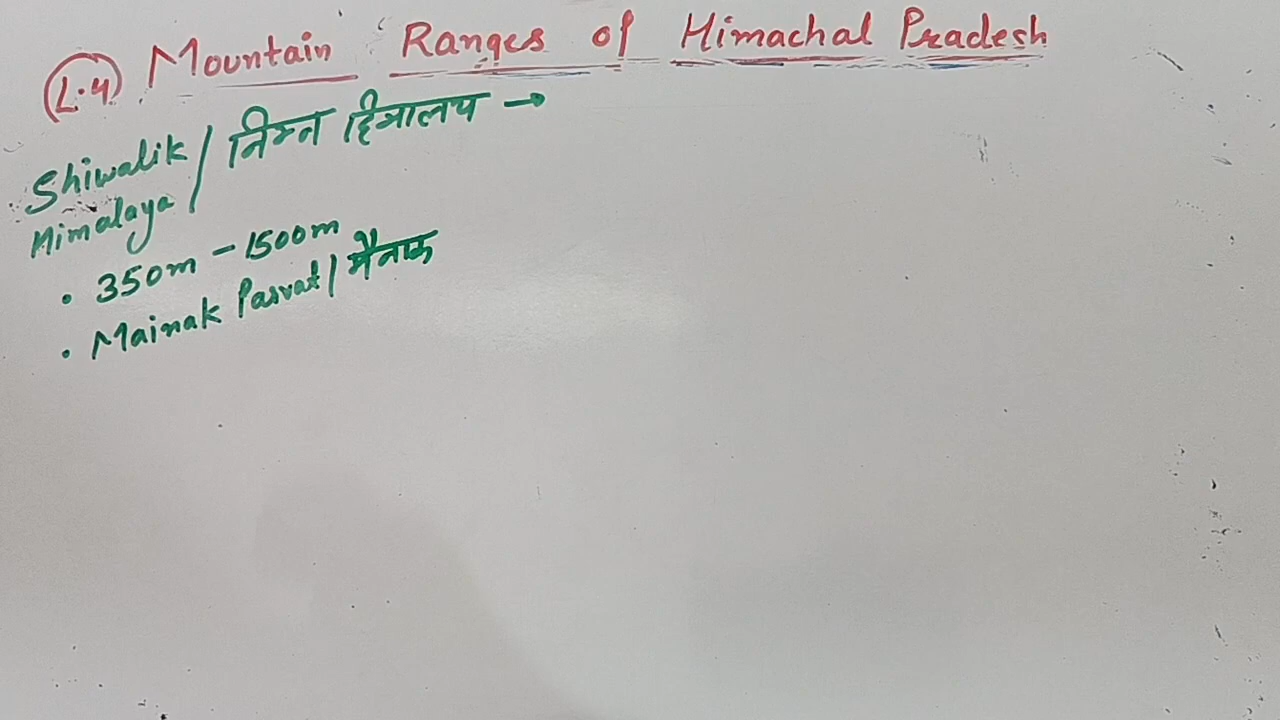 L.4 Mountain Ranges of Himachal Pradesh
Shiwalik / निम्न हिमालय →
Himalaya
• 350m - 1500m
• Mainak Parvat / मैनाक